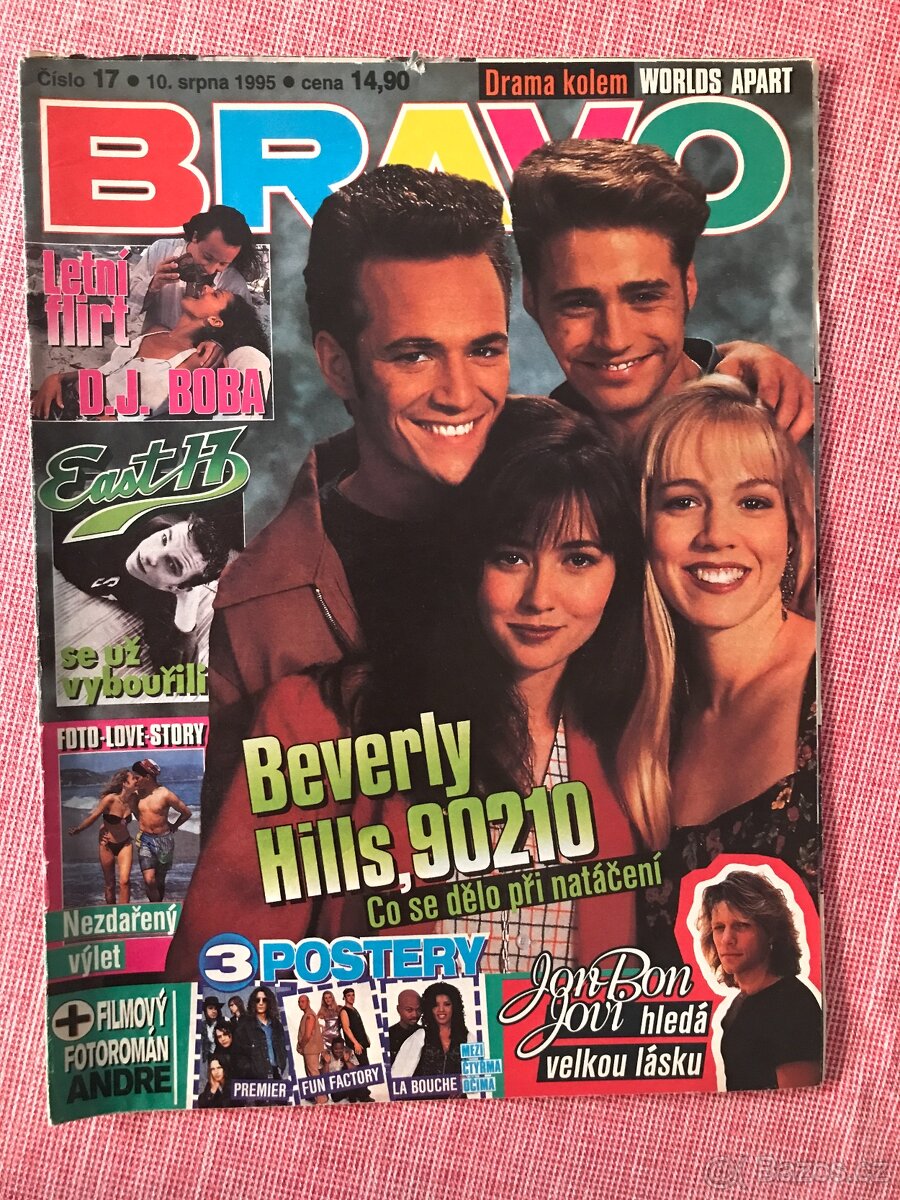 Číslo 17 • 10. srpna 1995 • cena 14,90
Drama kolem WORLDS APART
BRAVO
Letní
flirt
D.J. BOBA
East 17
se už
vybouřili
FOTO-LOVE-STORY
Nezdařený
výlet
Beverly
Hills,90210
Co se dělo při natáčení
3 POSTERY
+ FILMOVÝ
FOTOROMÁN
ANDRE
PREMIER
FUN FACTORY
LA BOUCHE
MEZI
ČTYŘMA
OČIMA
Jon Bon
Jovi hledá
velkou lásku
Bazos.cz